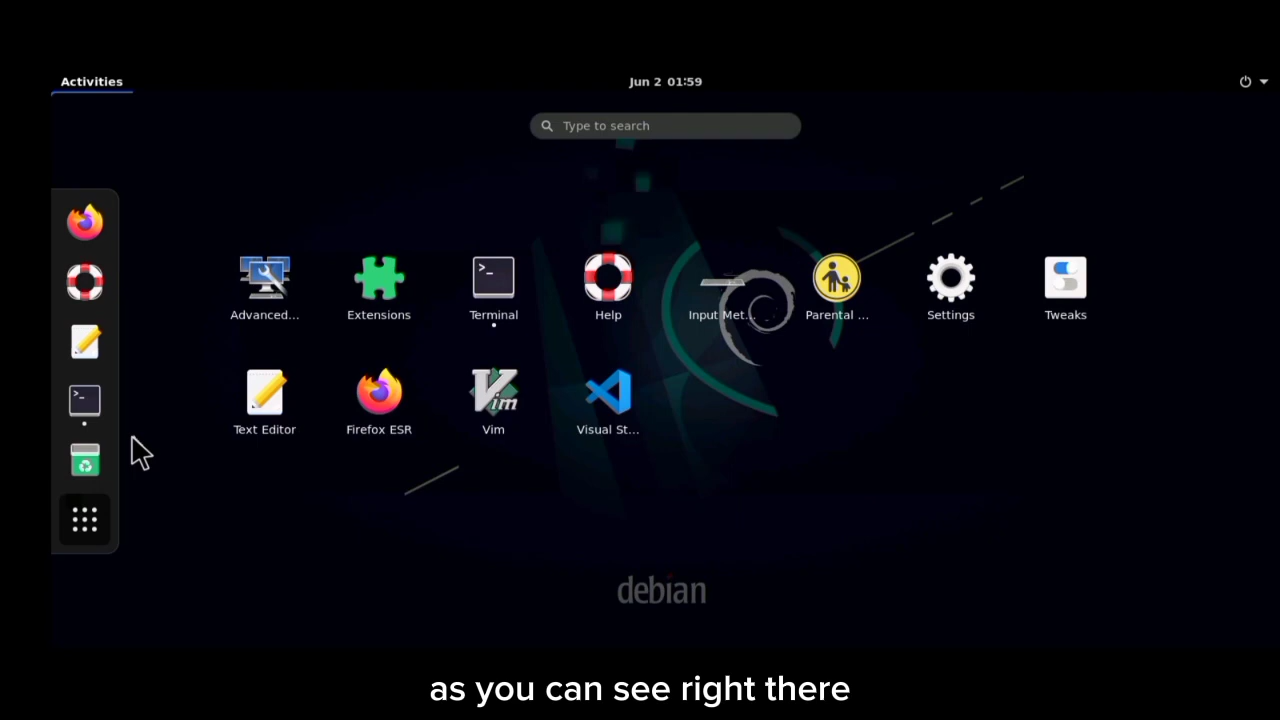 Activities
Jun 2 01:59
Type to search
Advanced...
Extensions
Terminal
Help
Input Met...
Parental ...
Settings
Tweaks
Text Editor
Firefox ESR
Vim
Visual St...
debian
as you can see right there